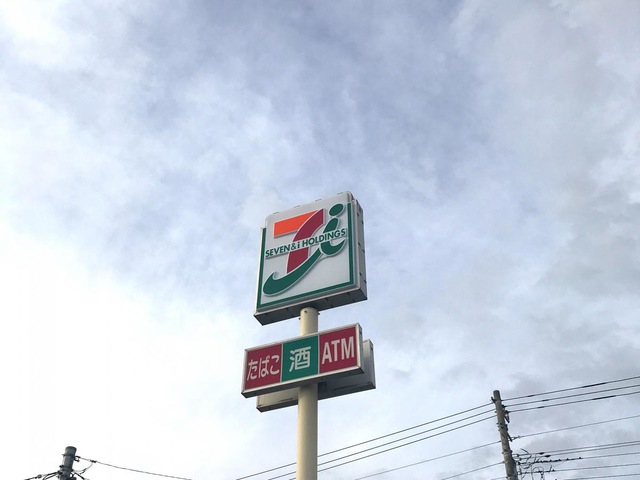 SEVEN & i HOLDINGS
たばこ 酒 ATM